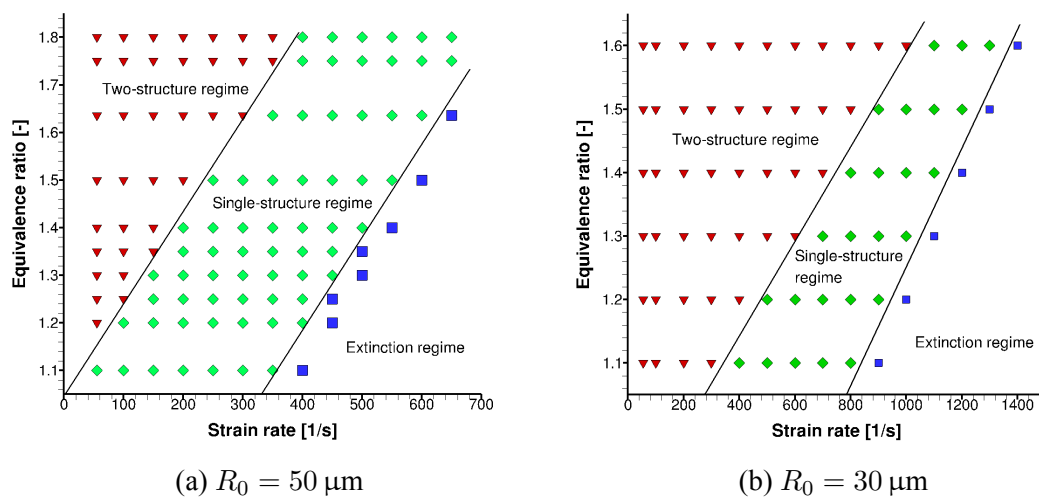 1.8
1.7
1.6
1.5
1.4
1.3
1.2
1.1
Equivalence ratio [-]
Two-structure regime
Single-structure regime
Extinction regime
0 100 200 300 400 500 600 700
Strain rate [1/s]
(a) R₀ = 50 µm
1.6
1.5
1.4
1.3
1.2
1.1
Equivalence ratio [-]
Two-structure regime
Single-structure
regime
Extinction regime
0 200 400 600 800 1000 1200 1400
Strain rate [1/s]
(b) R₀ = 30 µm